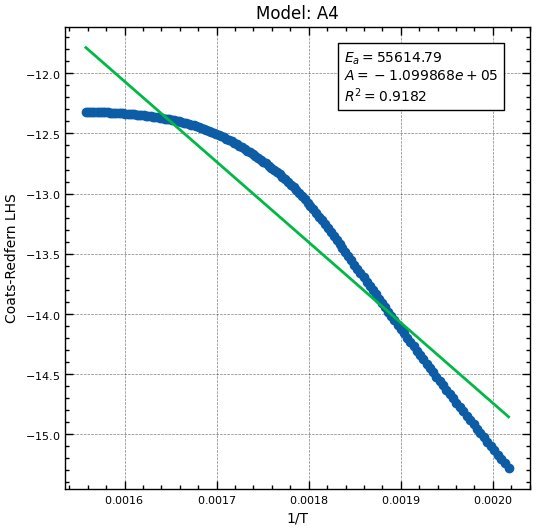 Model: A4
E_a = 55614.79
A = −1.099868e + 05
R² = 0.9182
−12.0
−12.5
−13.0
−13.5
−14.0
−14.5
−15.0
Coats-Redfern LHS
0.0016 0.0017 0.0018 0.0019 0.0020
1/T